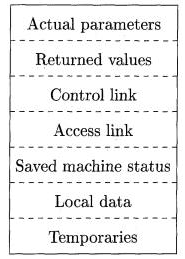 Actual parameters
Returned values
Control link
Access link
Saved machine status
Local data
Temporaries